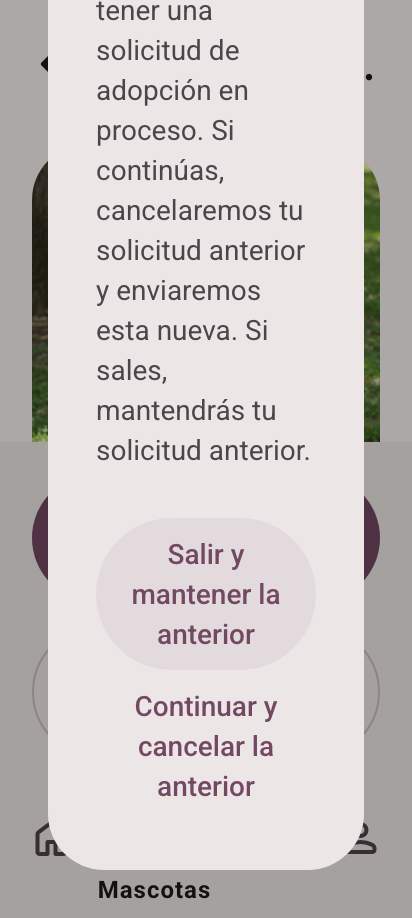 tener una
solicitud de
adopción en
proceso. Si
continúas,
cancelaremos tu
solicitud anterior
y enviaremos
esta nueva. Si
sales,
mantendrás tu
solicitud anterior.
Salir y
mantener la
anterior
Continuar y
cancelar la
anterior
Mascotas